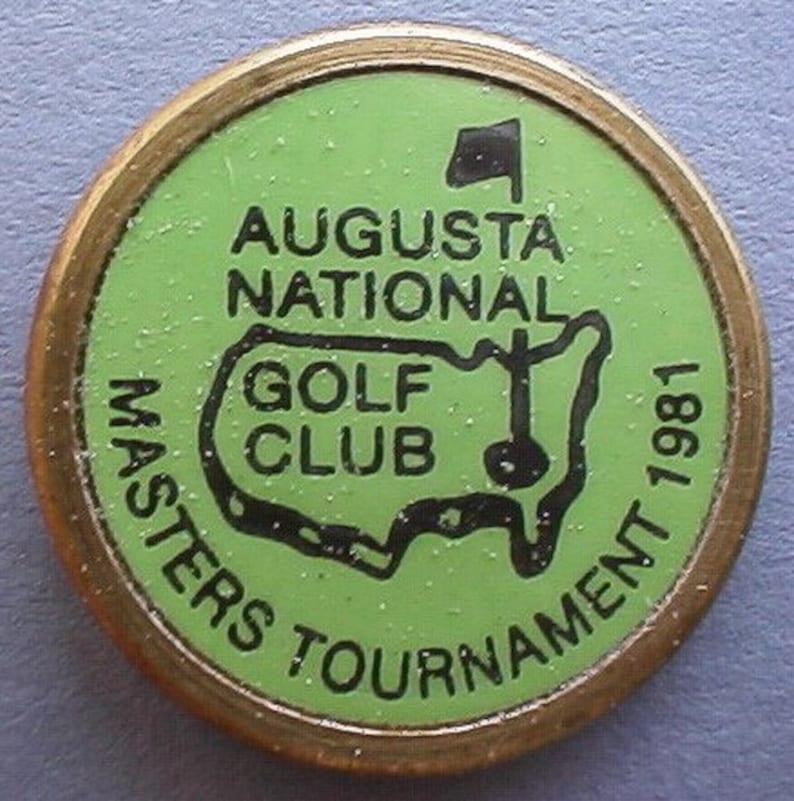 AUGUSTA
NATIONAL
GOLF
CLUB
MASTERS TOURNAMENT 1981